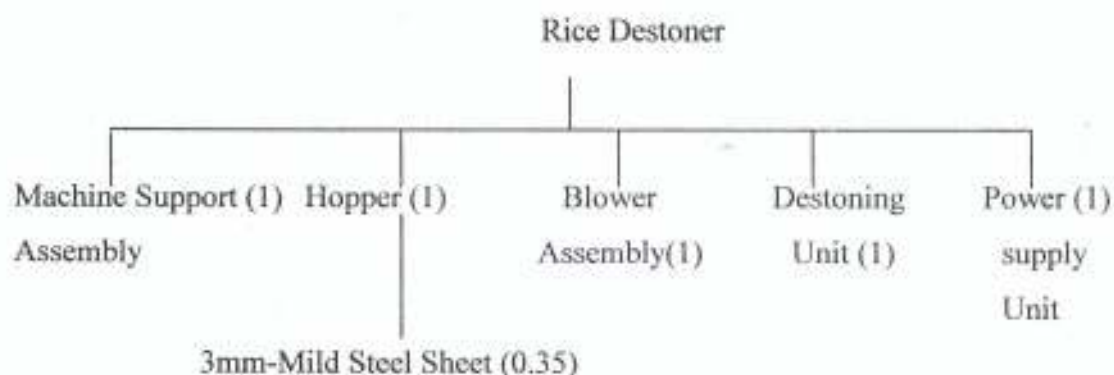 Rice Destoner
Machine Support (1) Hopper (1) Blower Destoning Power (1)
Assembly Assembly(1) Unit (1) supply
Unit
3mm-Mild Steel Sheet (0.35)